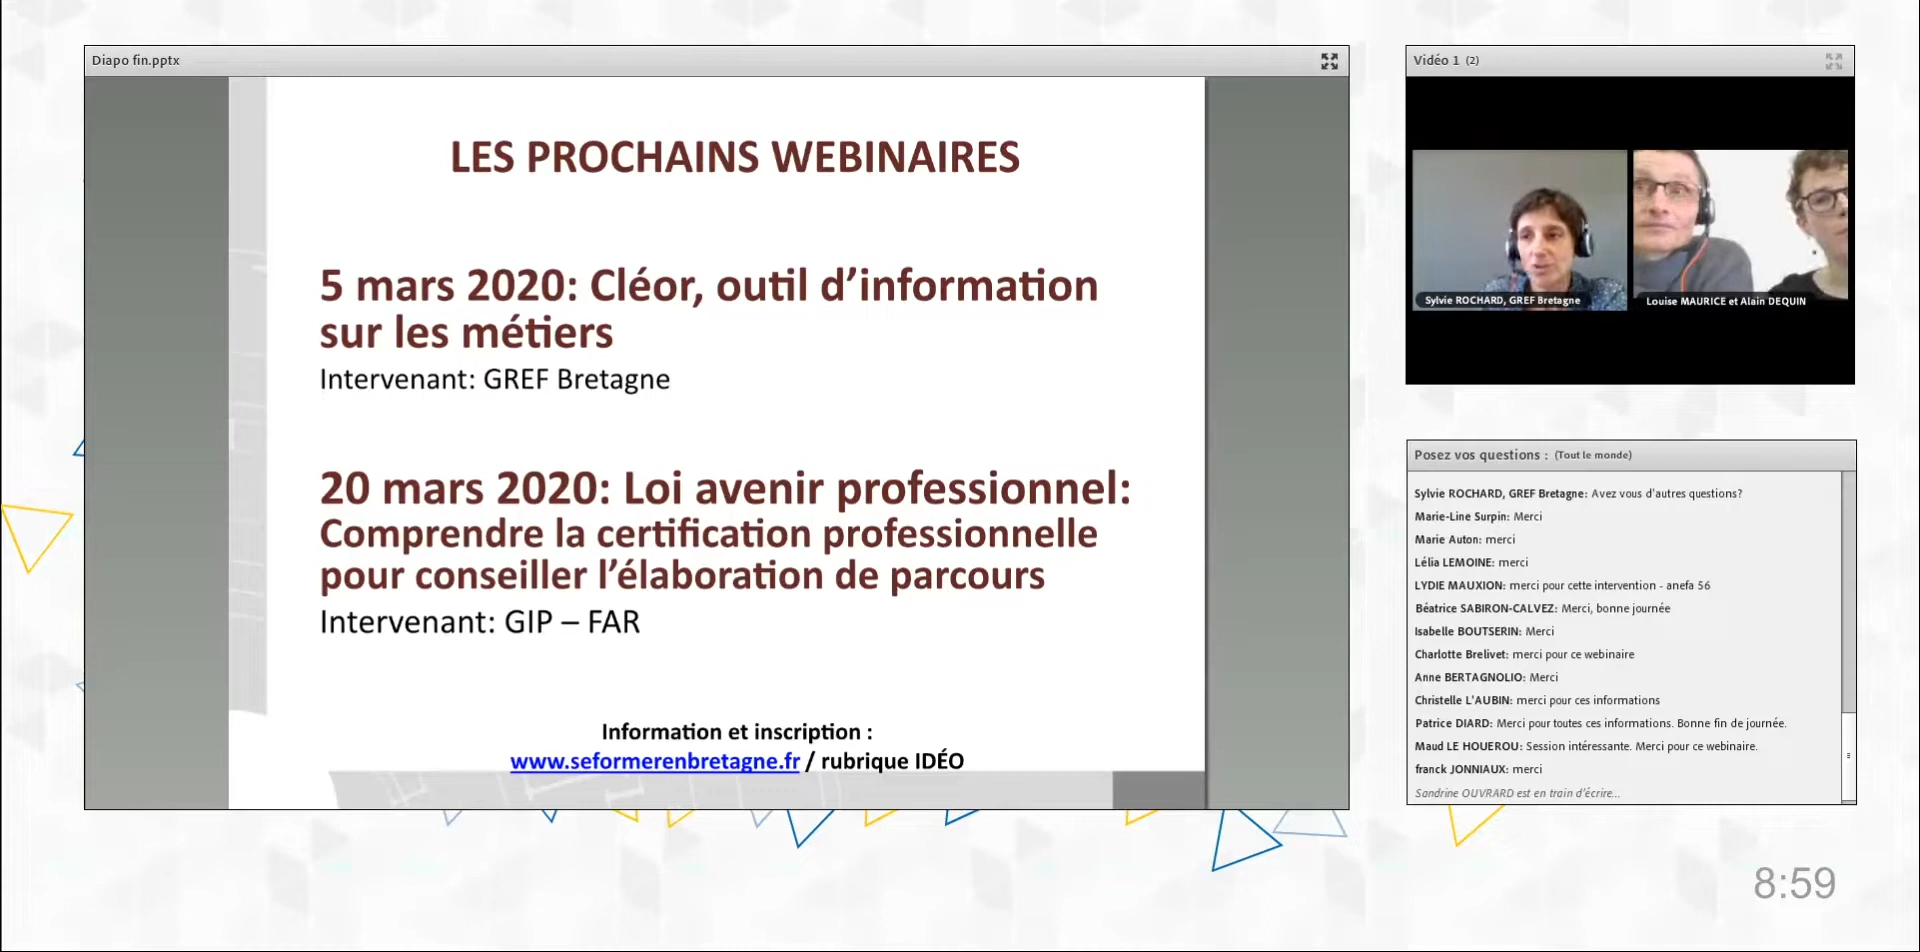 Diapo fin.pptx
LES PROCHAINS WEBINAIRES
5 mars 2020: Cléor, outil d’information
sur les métiers
Intervenant: GREF Bretagne
20 mars 2020: Loi avenir professionnel:
Comprendre la certification professionnelle
pour conseiller l’élaboration de parcours
Intervenant: GIP – FAR
Information et inscription :
www.seformerenbretagne.fr / rubrique IDÉO
Vidéo 1 (2)
Sylvie ROCHARD, GREF Bretagne
Louise MAURICE et Alain DEQUIN
Posez vos questions : (Tout le monde)
Sylvie ROCHARD, GREF Bretagne: Avez vous d'autres questions?
Marie-Line Surpin: Merci
Marie Auton: merci
Lélia LEMOINE: merci
LYDIE MAUXION: merci pour cette intervention - anefa 56
Béatrice SABIRON-CALVEZ: Merci, bonne journée
Isabelle BOUTSERIN: Merci
Charlotte Brelivet: merci pour ce webinaire
Anne BERTAGNOLIO: Merci
Christelle L'AUBIN: merci pour ces informations
Patrice DIARD: Merci pour toutes ces informations. Bonne fin de journée.
Maud LE HOUEROU: Session intéressante. Merci pour ce webinaire.
franck JONNIAUX: merci
Sandrine OUVRARD est en train d'écrire...
8:59